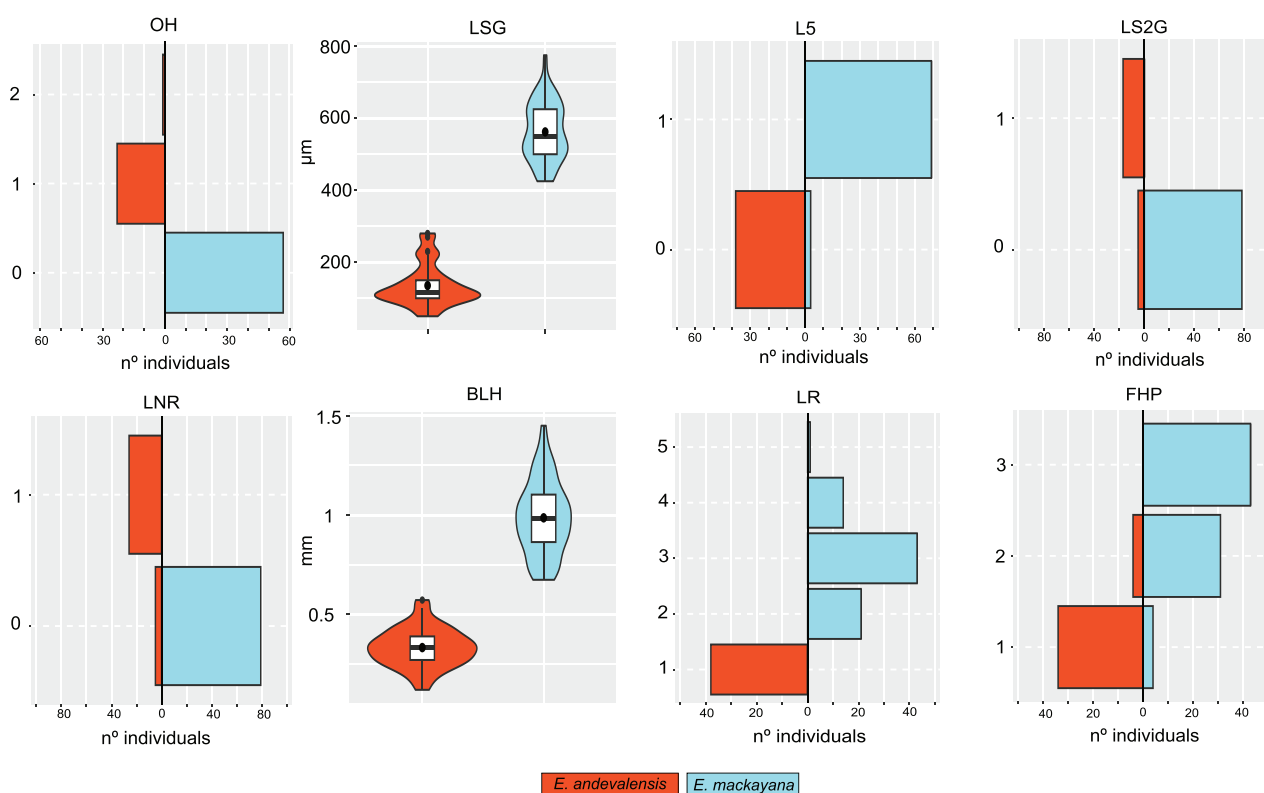 OH
2
1
0
60 30 0 30 60
nº individuals
LSG
800
600
400
200
µm
L5
1
0
60 30 0 30 60
nº individuals
LS2G
1
0
80 40 0 40 80
nº individuals
LNR
1
0
80 40 0 40 80
nº individuals
BLH
1.5
1
0.5
mm
LR
5
4
3
2
1
40 20 0 20 40
nº individuals
FHP
3
2
1
40 20 0 20 40
nº individuals
E. andevalensis E. mackayana